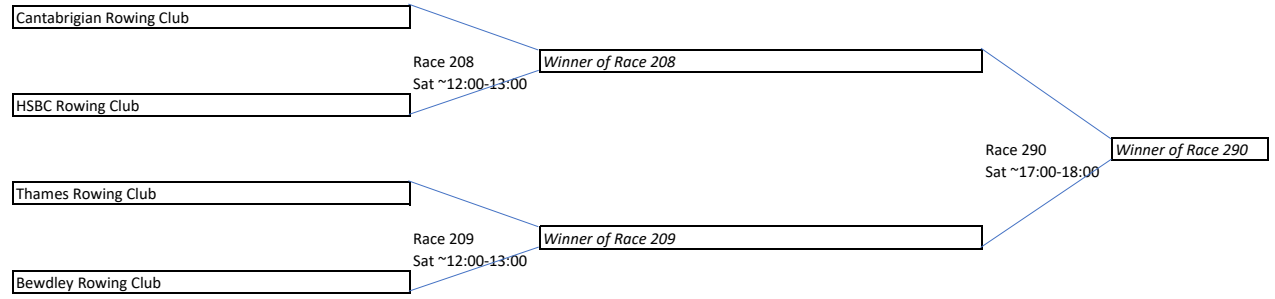 Cantabrigian Rowing Club
Race 208
Winner of Race 208
Sat ~12:00-13:00
HSBC Rowing Club
Race 290
Winner of Race 290
Sat ~17:00-18:00
Thames Rowing Club
Race 209
Winner of Race 209
Sat ~12:00-13:00
Bewdley Rowing Club